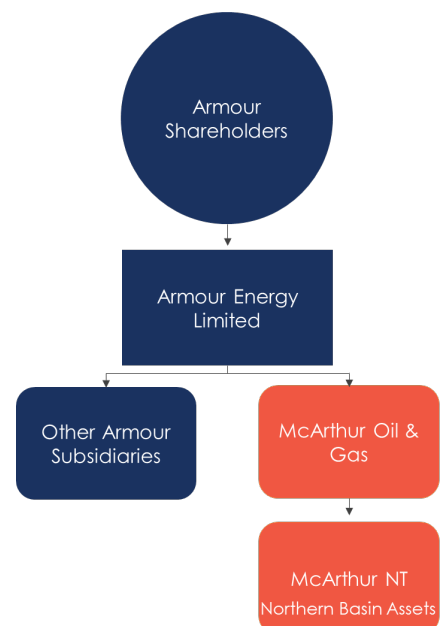 Armour
Shareholders
Armour Energy
Limited
Other Armour
Subsidiaries
McArthur Oil &
Gas
McArthur NT
Northern Basin Assets